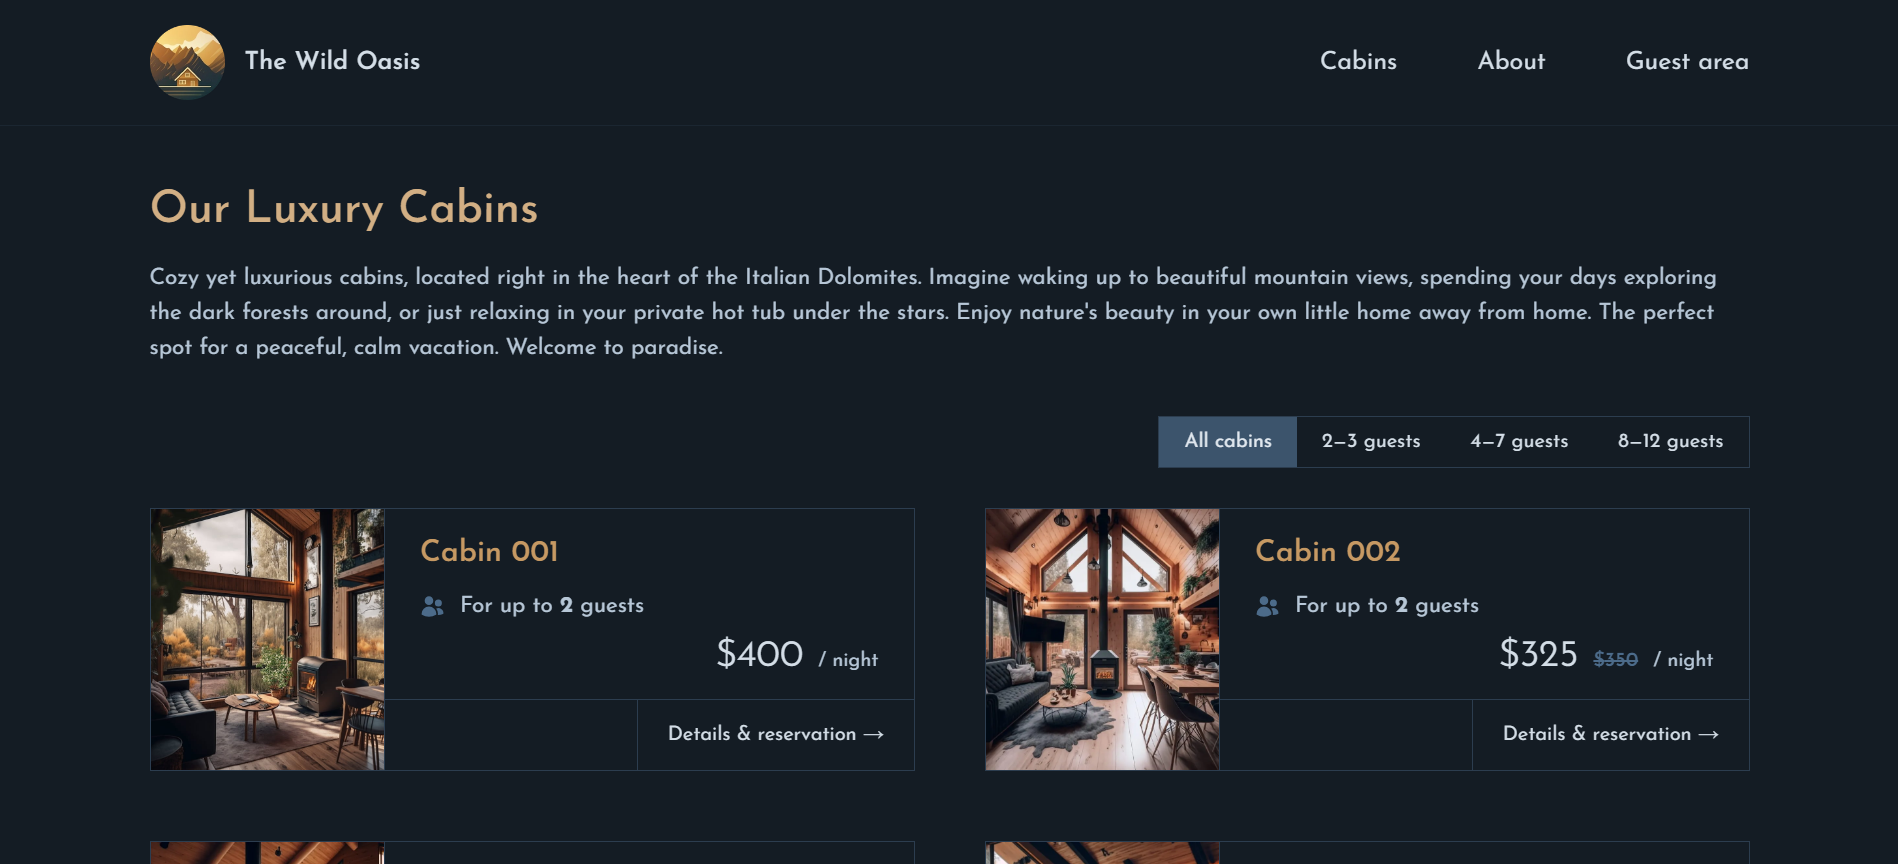 The Wild Oasis
Cabins
About
Guest area
Our Luxury Cabins
Cozy yet luxurious cabins, located right in the heart of the Italian Dolomites. Imagine waking up to beautiful mountain views, spending your days exploring
the dark forests around, or just relaxing in your private hot tub under the stars. Enjoy nature's beauty in your own little home away from home. The perfect
spot for a peaceful, calm vacation. Welcome to paradise.
All cabins
2–3 guests
4–7 guests
8–12 guests
Cabin 001
For up to 2 guests
$400 / night
Details & reservation →
Cabin 002
For up to 2 guests
$325 $350 / night
Details & reservation →